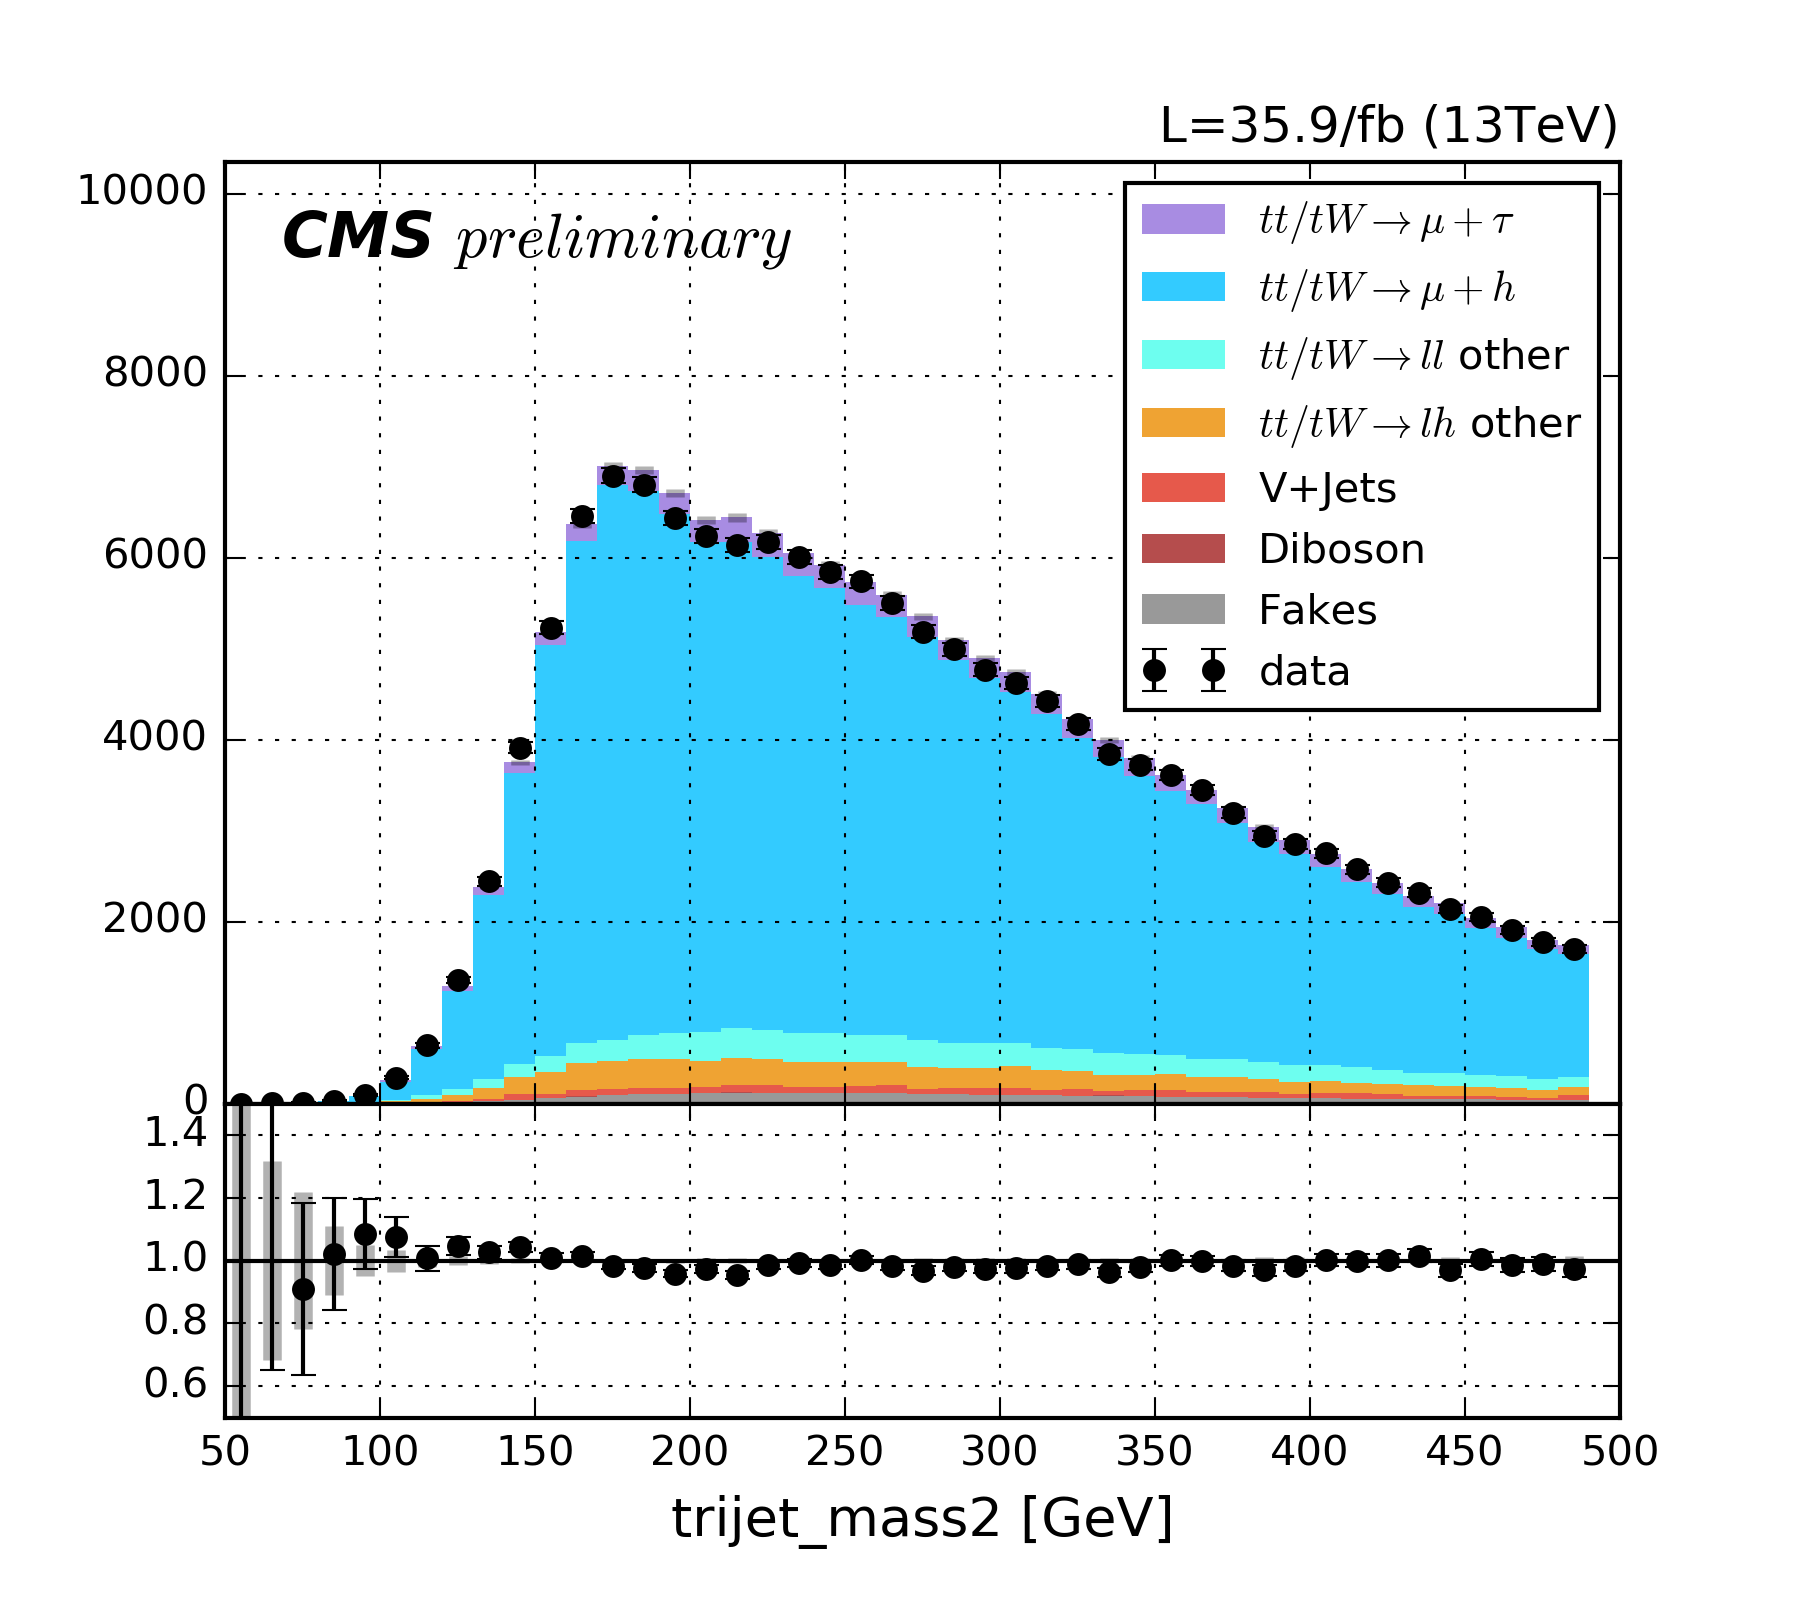 L=35.9/fb (13TeV)
10000
CMS preliminary
tt/tW→μ+τ
tt/tW→μ+h
tt/tW→ll other
tt/tW→lh other
V+Jets
Diboson
Fakes
data
8000
6000
4000
2000
0
1.4
1.2
1.0
0.8
0.6
50 100 150 200 250 300 350 400 450 500
trijet_mass2 [GeV]